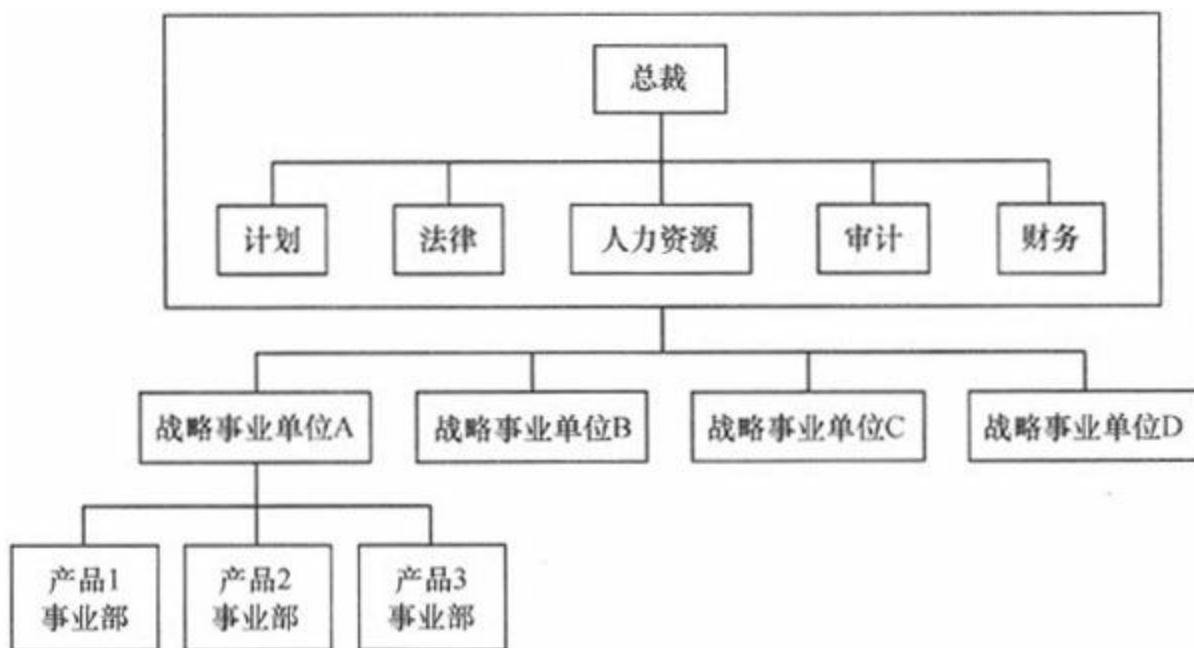 总裁
计划
法律
人力资源
审计
财务
战略事业单位A
战略事业单位B
战略事业单位C
战略事业单位D
产品1
事业部
产品2
事业部
产品3
事业部